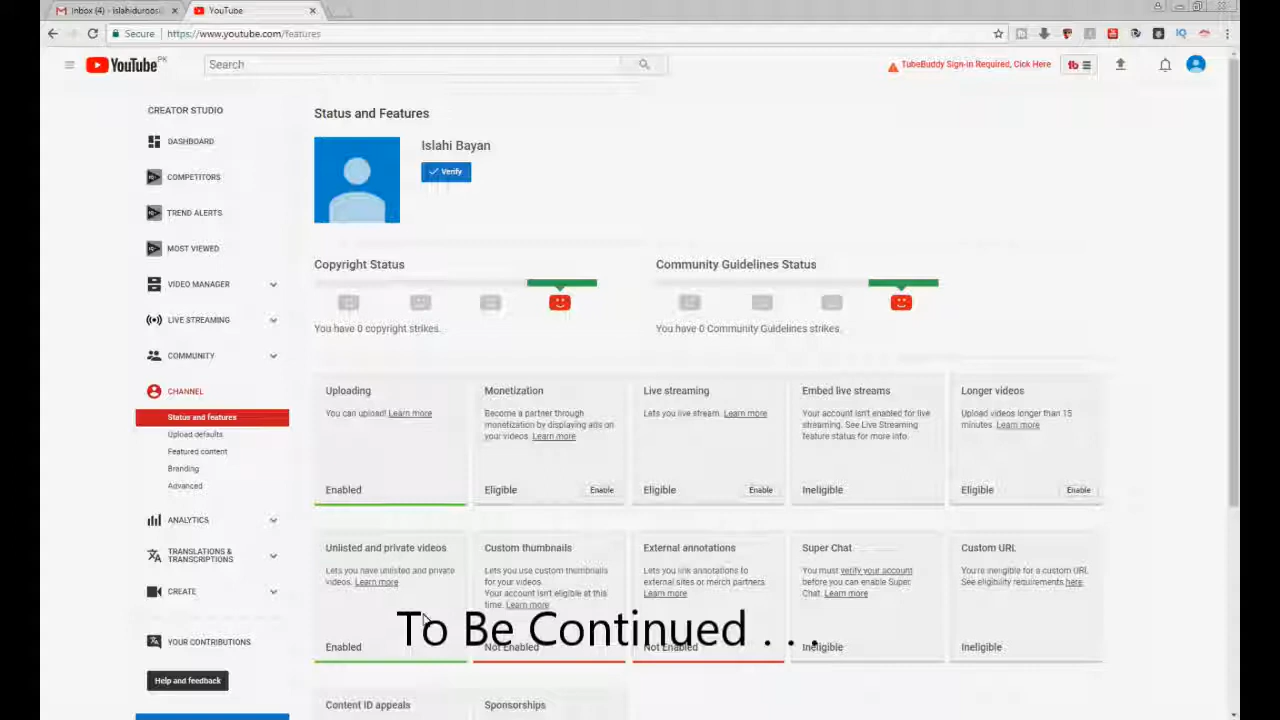 Inbox (4) - islahiduroos
YouTube
Secure
https://www.youtube.com/features
YouTube PK
Search
TubeBuddy Sign-in Required, Click Here
tb
CREATOR STUDIO
DASHBOARD
COMPETITORS
TREND ALERTS
MOST VIEWED
VIDEO MANAGER
LIVE STREAMING
COMMUNITY
CHANNEL
Status and features
Upload defaults
Featured content
Branding
Advanced
ANALYTICS
TRANSLATIONS &
TRANSCRIPTIONS
CREATE
YOUR CONTRIBUTIONS
Help and feedback
Status and Features
Islahi Bayan
Verify
Copyright Status
You have 0 copyright strikes.
Community Guidelines Status
You have 0 Community Guidelines strikes.
Uploading
You can upload! Learn more
Enabled
Monetization
Become a partner through
monetization by displaying ads on
your videos. Learn more
Eligible
Enable
Live streaming
Lets you live stream. Learn more
Eligible
Enable
Embed live streams
Your account isn't enabled for live
streaming. See Live Streaming
feature status for more info.
Ineligible
Longer videos
Upload videos longer than 15
minutes. Learn more
Eligible
Enable
Unlisted and private videos
Lets you have unlisted and private
videos. Learn more
Enabled
Custom thumbnails
Lets you use custom thumbnails
for your videos.
Your account isn't eligible at this
time. Learn more
Not Enabled
External annotations
Lets you link annotations to
external sites or merch partners.
Learn more
Not Enabled
Super Chat
You must verify your account
before you can enable Super
Chat. Learn more
Ineligible
Custom URL
You're ineligible for a custom URL.
See eligibility requirements here.
Ineligible
To Be Continued . . .
Content ID appeals
Sponsorships